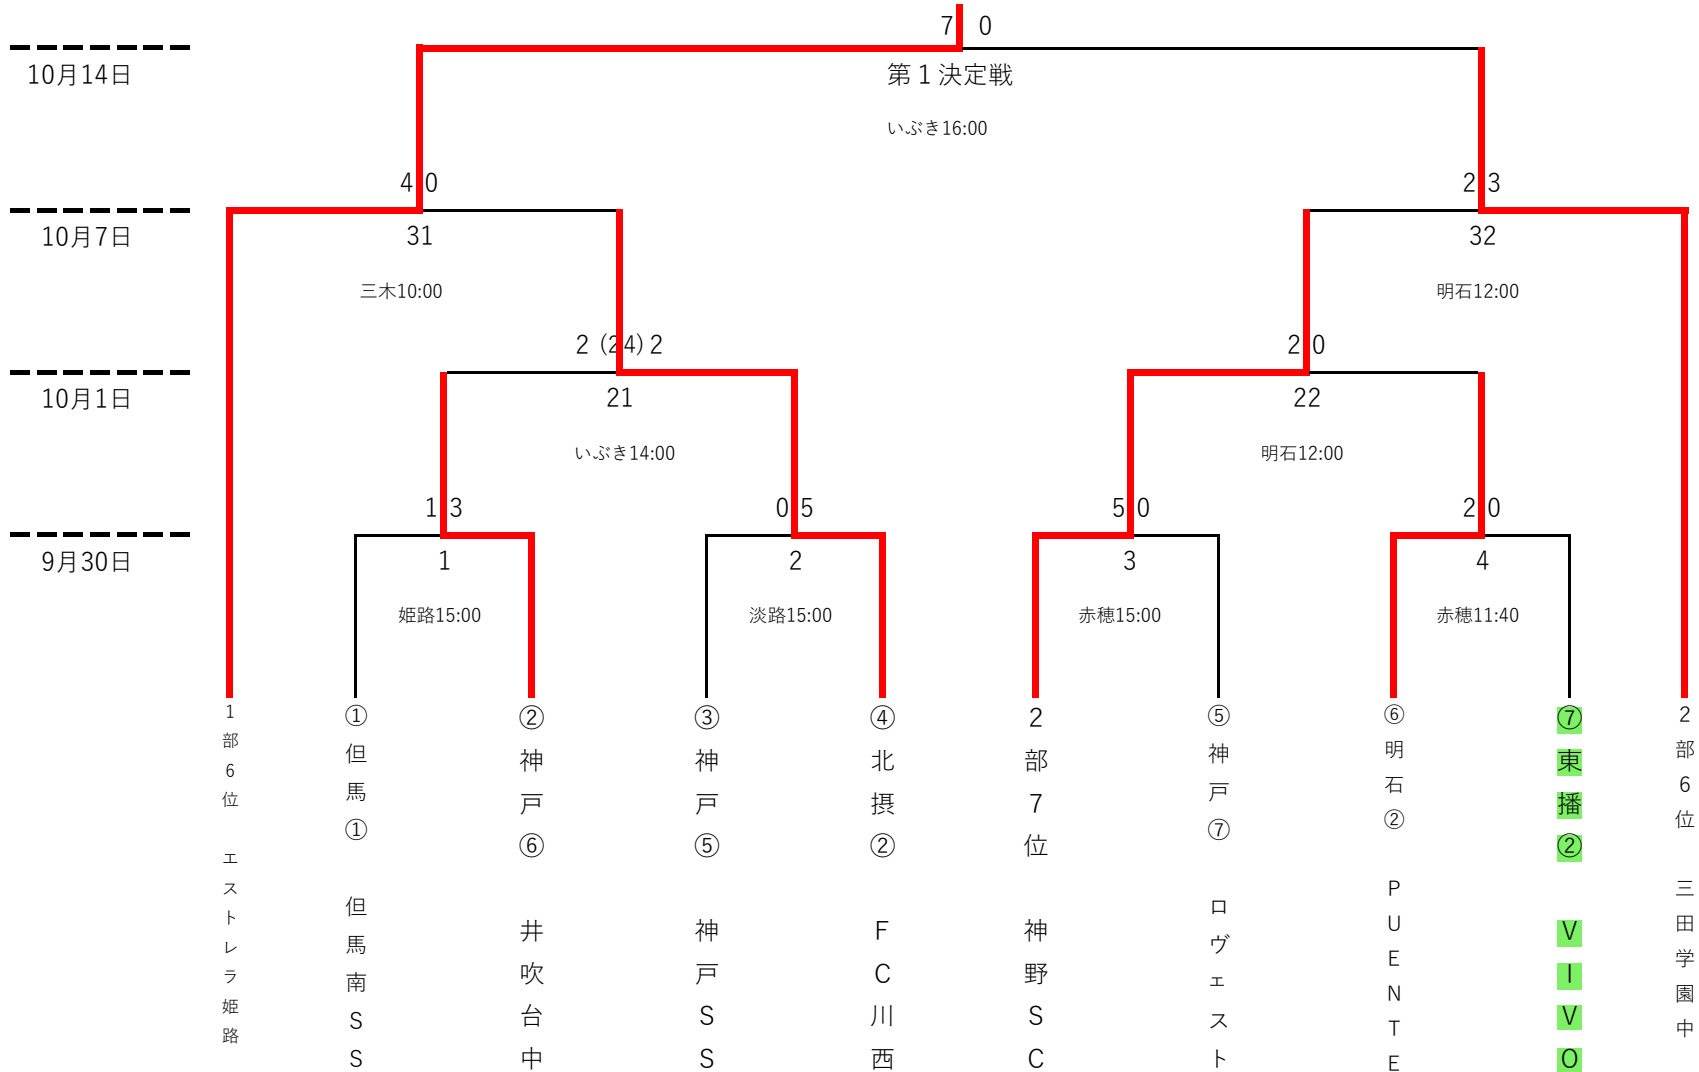 7 0
10月14日
第１決定戦
いぶき16:00
4 0
2 3
10月7日
31
32
三木10:00
明石12:00
2 (24) 2
2 0
10月1日
21
22
いぶき14:00
明石12:00
1 3
0 5
5 0
2 0
9月30日
1
2
3
4
姫路15:00
淡路15:00
赤穂15:00
赤穂11:40
1部6位 エストレラ姫路
①但馬① 但馬南SS
②神戸⑥ 井吹台中
③神戸⑤ 神戸SS
④北摂② FC川西
2部7位 神野SC
⑤神戸⑦ ロヴェスト
⑥明石② PUENTE
⑦東播② VIVO
2部6位 三田学園中